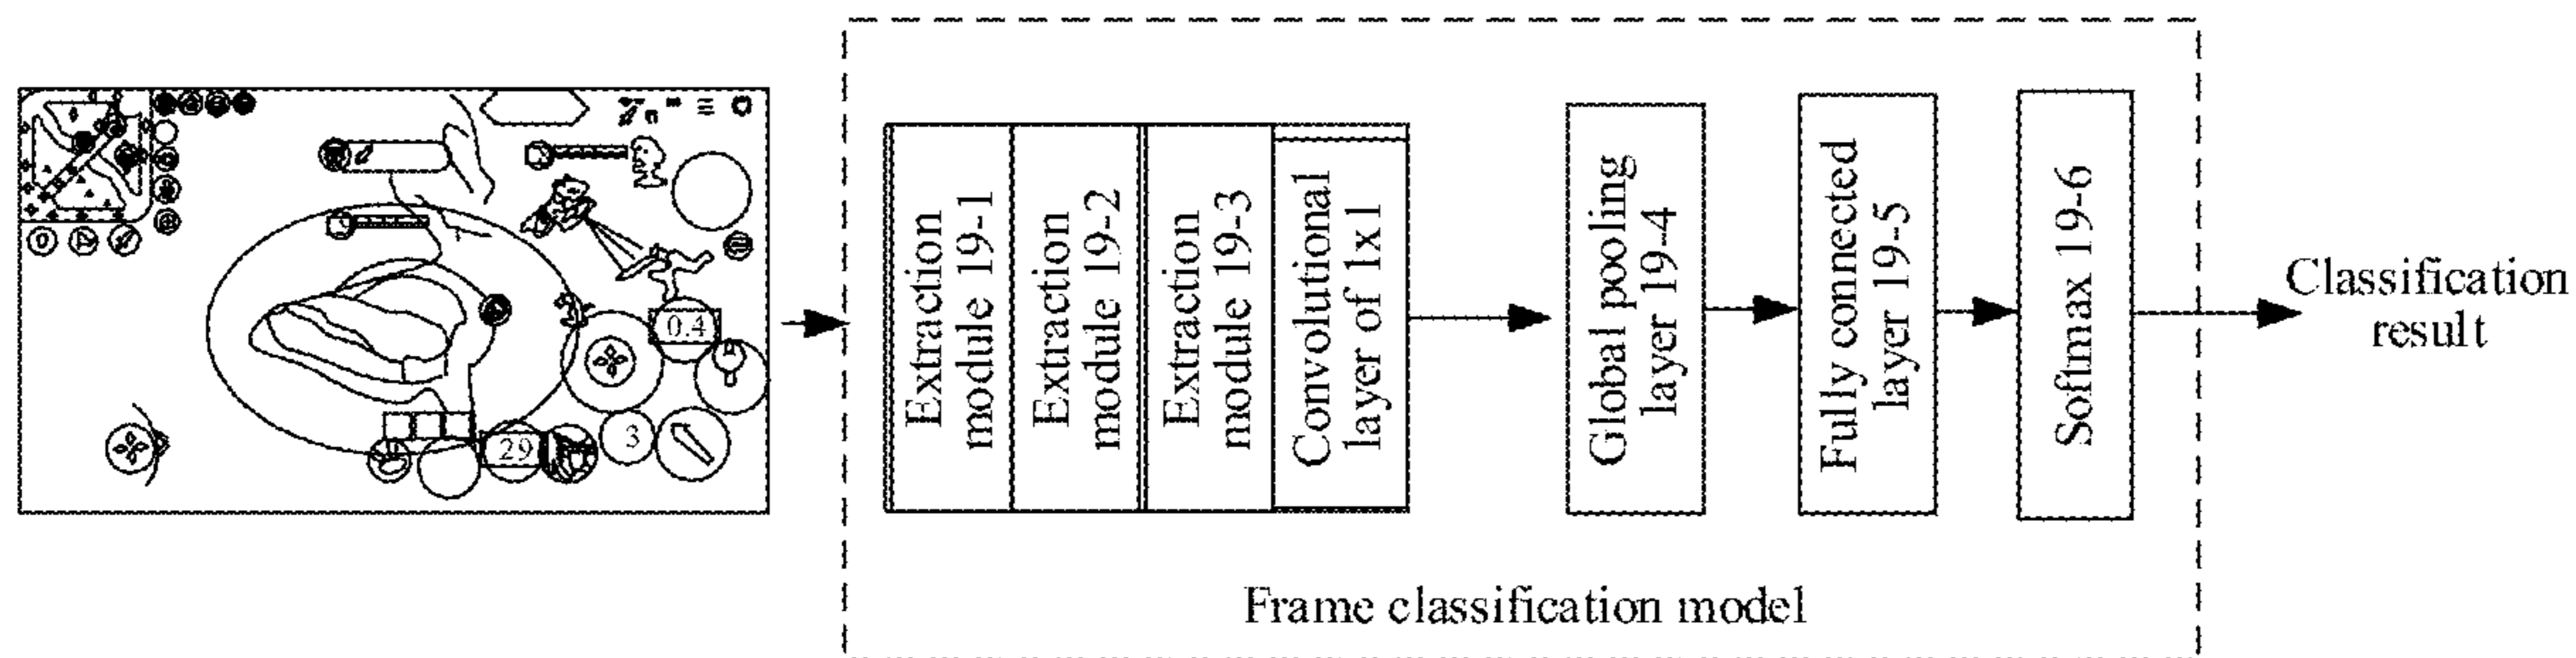 0.4
29
3
Extraction
module 19-1
Extraction
module 19-2
Extraction
module 19-3
Convolutional
layer of 1x1
Global pooling
layer 19-4
Fully connected
layer 19-5
Softmax 19-6
Classification
result
Frame classification model